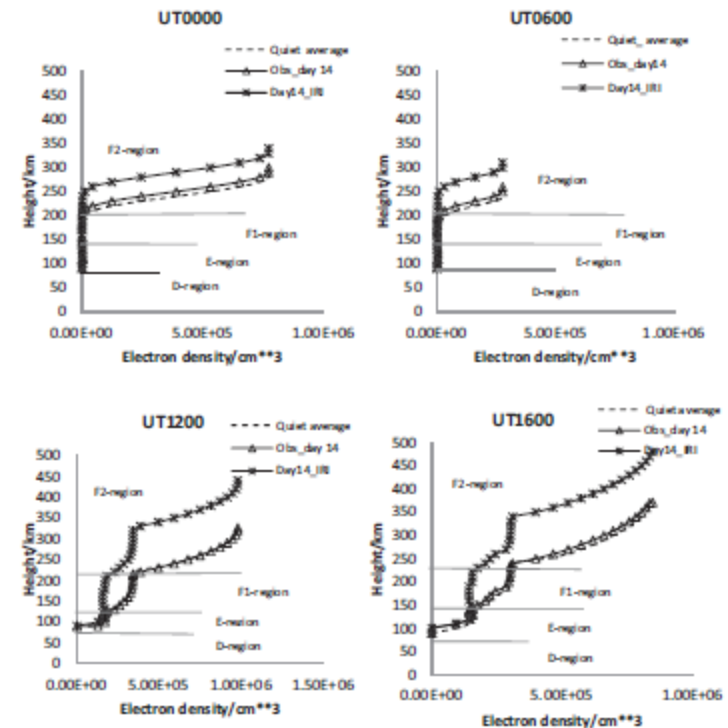 UT0000
Quiet average
Obs_day 14
Day14_IRI
500
450
400
350
300
250
200
150
100
50
0
Height/km
F2-region
F1-region
E-region
D-region
0.00E+00 5.00E+05 1.00E+06
Electron density/cm**3
UT0600
Quiet_ average
Obs_day14
Day14_IRI
500
450
400
350
300
250
200
150
100
50
0
Height/km
F2-region
F1-region
E-region
D-region
0.00E+00 5.00E+05 1.00E+06
Electron density/cm**3
UT1200
Quiet average
Obs_day 14
Day14_IRI
500
450
400
350
300
250
200
150
100
50
0
Height/km
F2-region
F1-region
E-region
D-region
0.00E+00 5.00E+05 1.00E+06 1.50E+06
Electron density/cm**3
UT1600
Quiet average
Obs_day 14
Day14_IRI
500
450
400
350
300
250
200
150
100
50
0
Height/km
F2-region
F1-region
E-region
D-region
0.00E+00 5.00E+05 1.00E+06
Electron density/cm**3